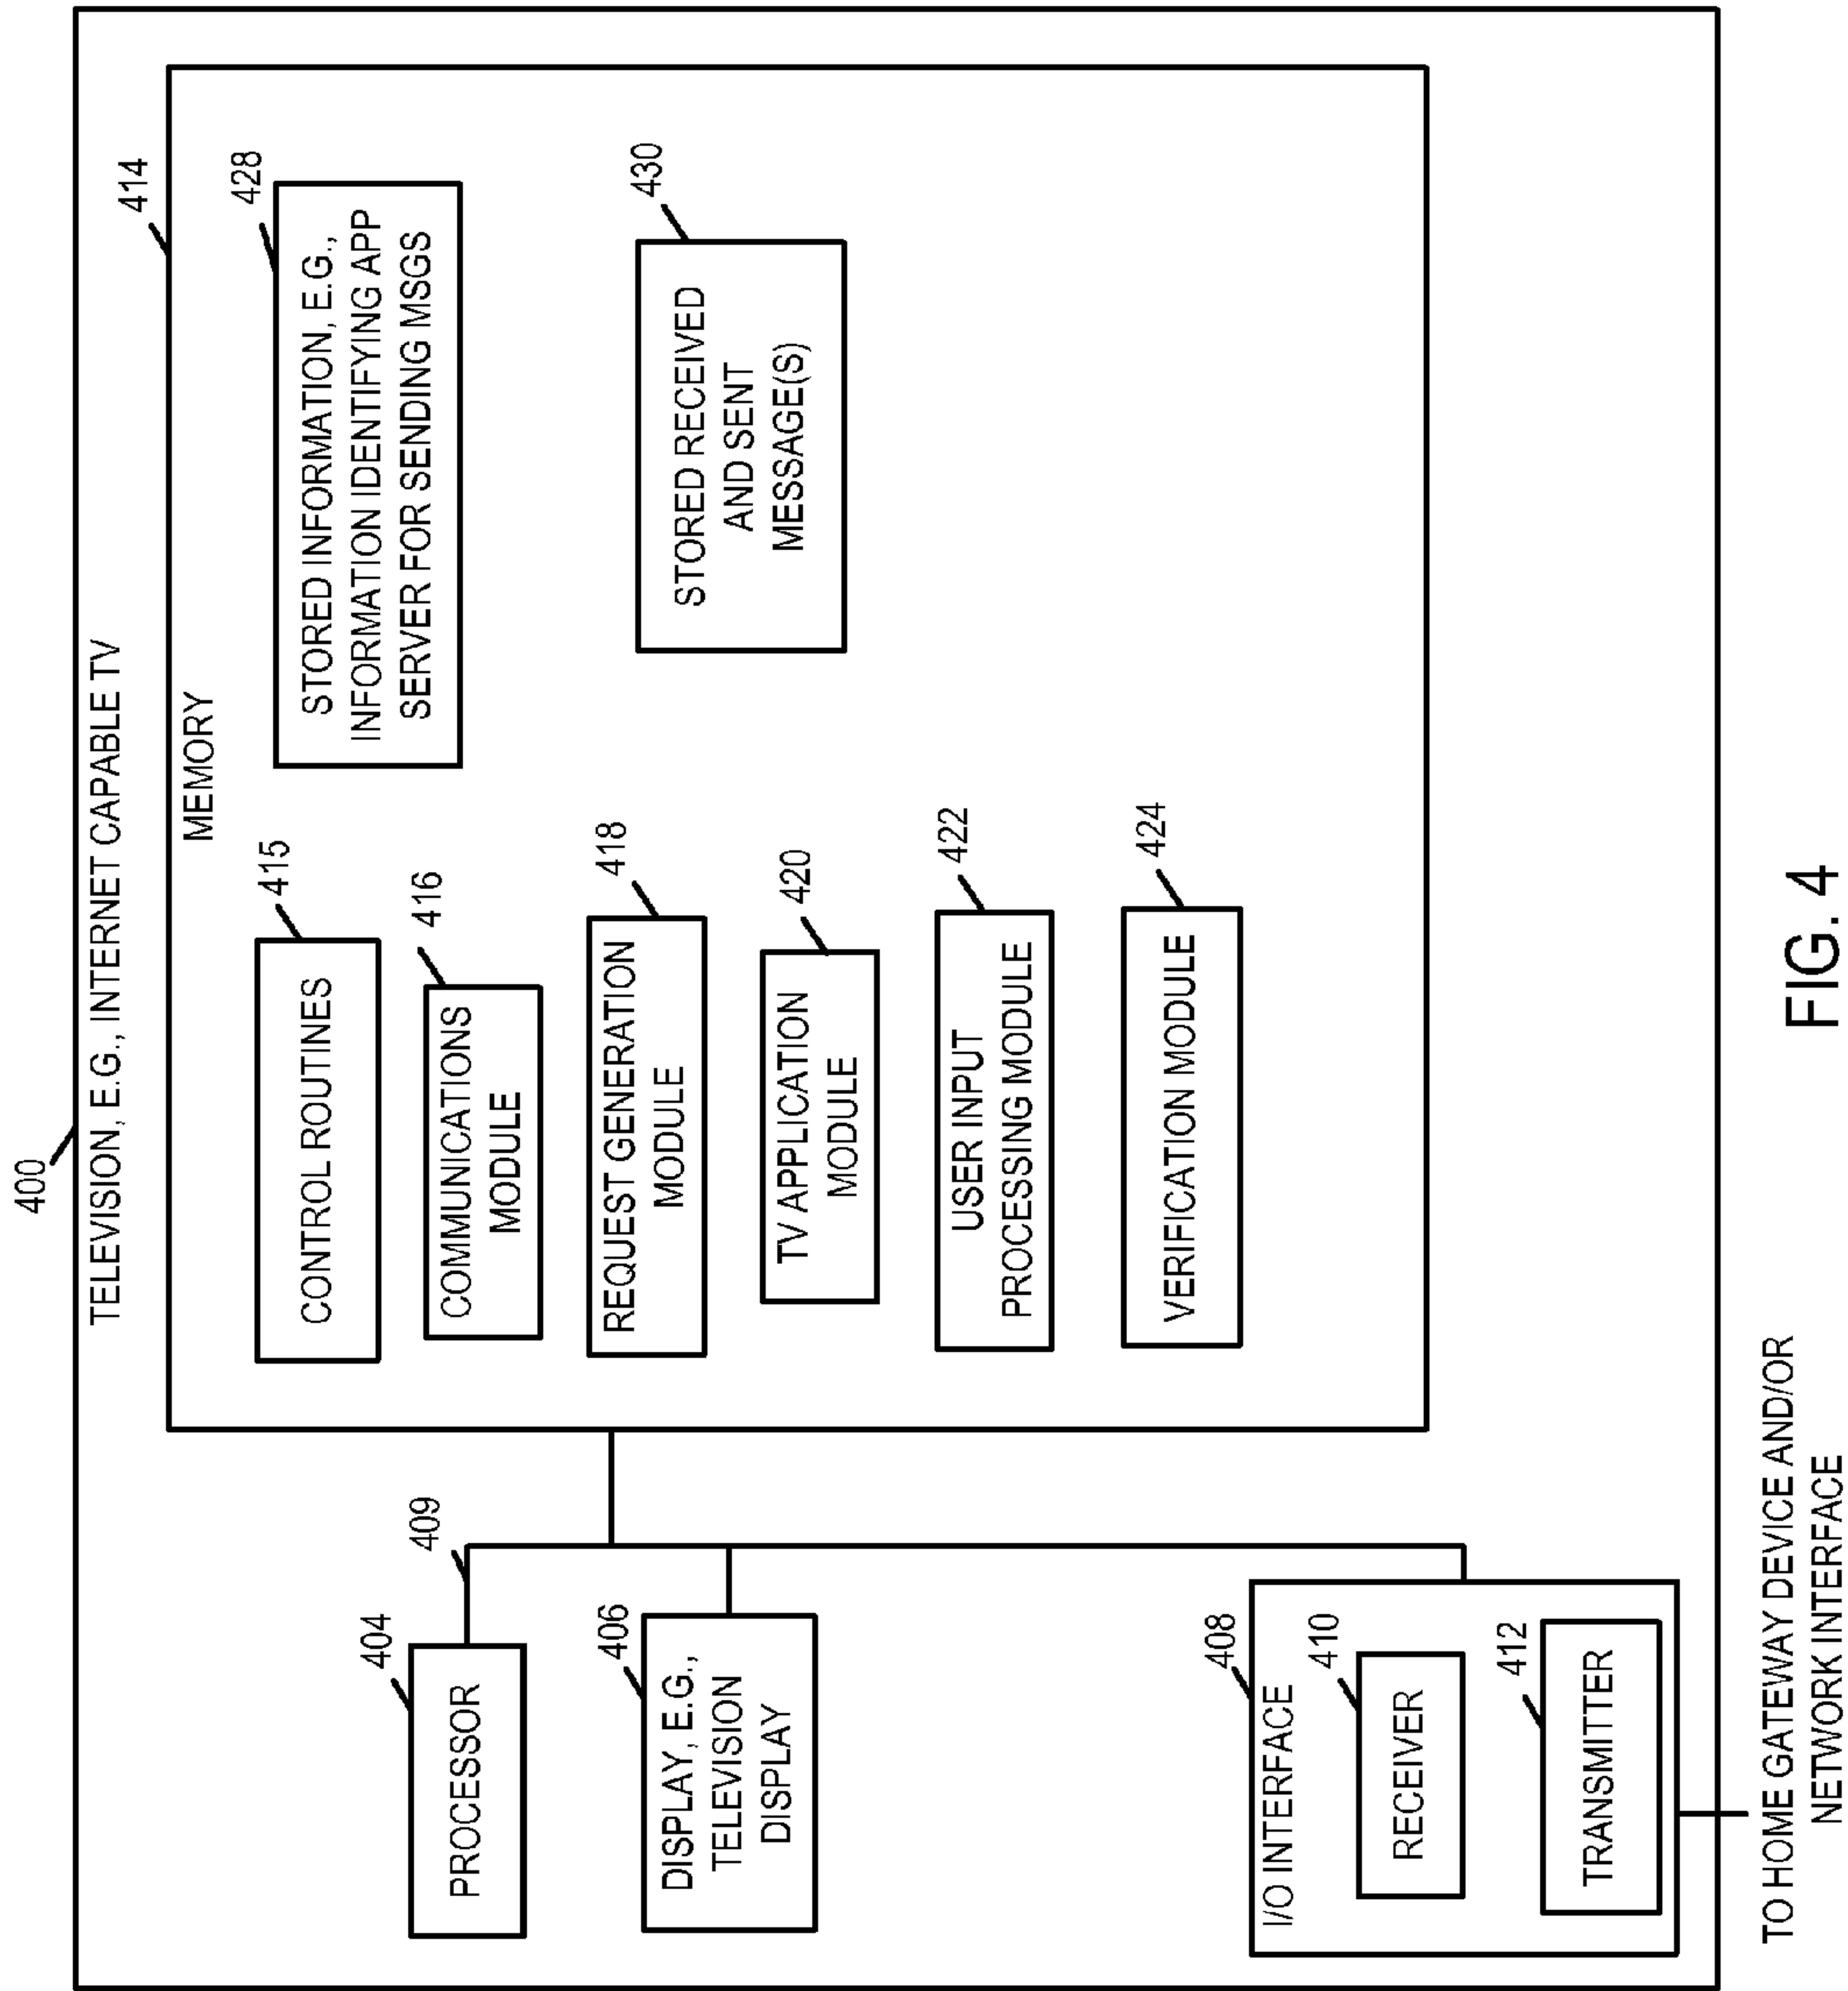 400
TELEVISION, E.G., INTERNET CAPABLE TV
414
MEMORY
404
PROCESSOR
409
406
DISPLAY, E.G.,
TELEVISION
DISPLAY
408
I/O INTERFACE
410
RECEIVER
412
TRANSMITTER
TO HOME GATEWAY DEVICE AND/OR
NETWORK INTERFACE
415
CONTROL ROUTINES
416
COMMUNICATIONS
MODULE
418
REQUEST GENERATION
MODULE
420
TV APPLICATION
MODULE
422
USER INPUT
PROCESSING MODULE
424
VERIFICATION MODULE
428
STORED INFORMATION, E.G.,
INFORMATION IDENTIFYING APP
SERVER FOR SENDING MSGS
430
STORED RECEIVED
AND SENT
MESSAGE(S)
FIG. 4